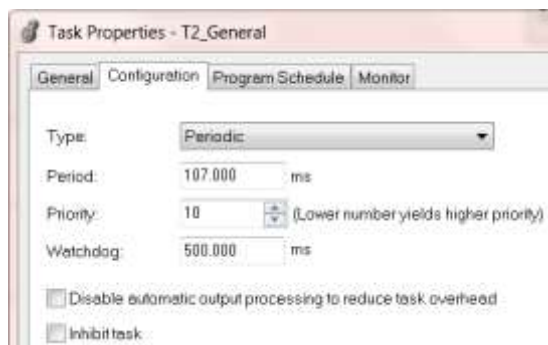 Task Properties - T2_General
General Configuration Program Schedule Monitor
Type: Periodic
Period: 107.000 ms
Priority: 10 (Lower number yields higher priority)
Watchdog: 500.000 ms
Disable automatic output processing to reduce task overhead
Inhibit task